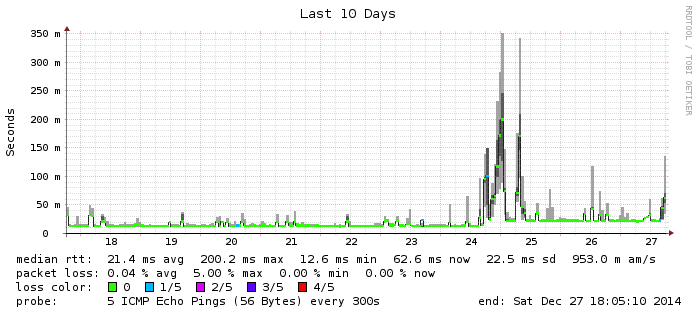 Last 10 Days
RRDTOOL / TOBI OETIKER
Seconds
350 m
300 m
250 m
200 m
150 m
100 m
50 m
0
18 19 20 21 22 23 24 25 26 27
median rtt: 21.4 ms avg 200.2 ms max 12.6 ms min 62.6 ms now 22.5 ms sd 953.0 m am/s
packet loss: 0.04 % avg 5.00 % max 0.00 % min 0.00 % now
loss color: 0 1/5 2/5 3/5 4/5
probe: 5 ICMP Echo Pings (56 Bytes) every 300s end: Sat Dec 27 18:05:10 2014